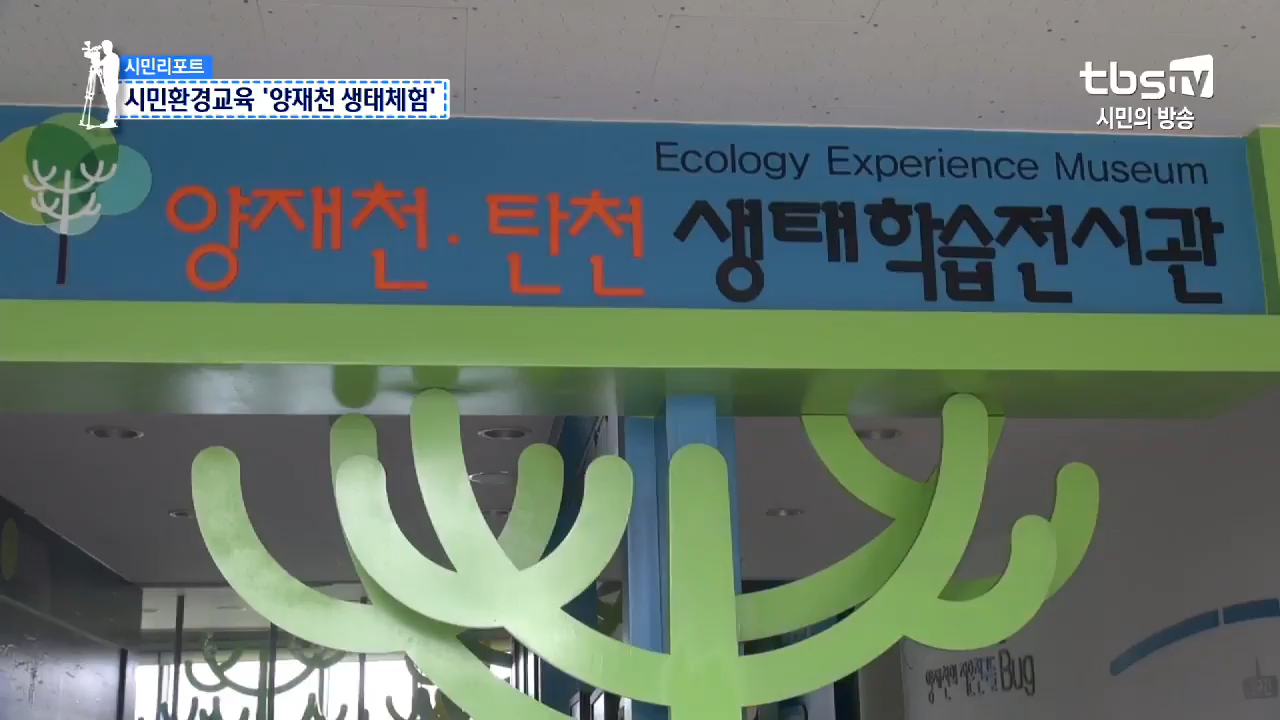 시민리포트
시민환경교육 '양재천 생태체험'
tbsTV
시민의 방송
Ecology Experience Museum
양재천·탄천 생태학습전시관
Bug